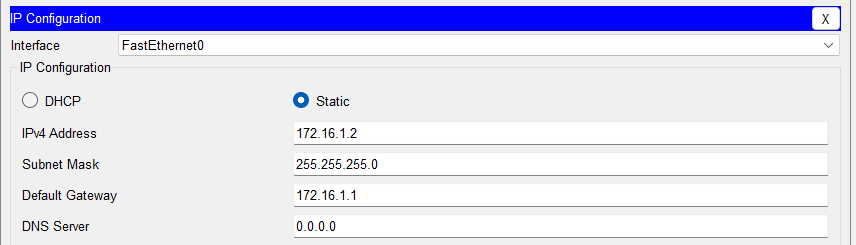 IP Configuration X
Interface FastEthernet0
IP Configuration
DHCP Static
IPv4 Address 172.16.1.2
Subnet Mask 255.255.255.0
Default Gateway 172.16.1.1
DNS Server 0.0.0.0